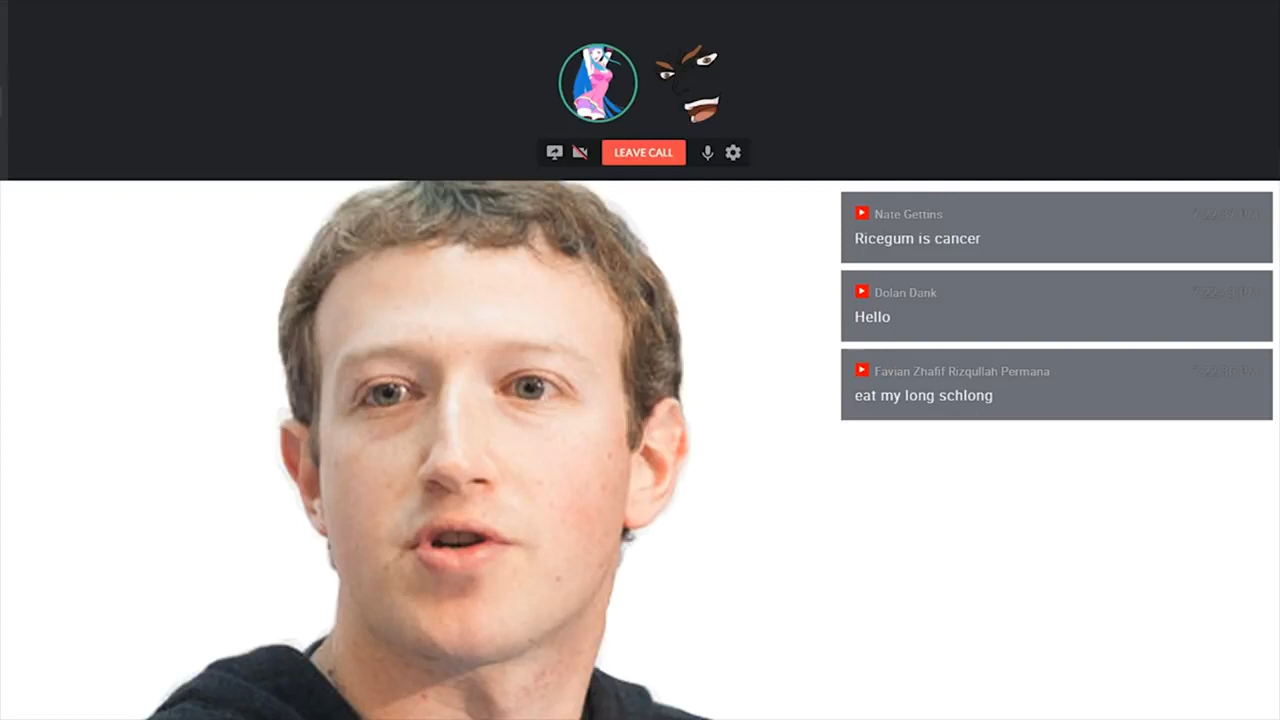 LEAVE CALL
Nate Gettins
Ricegum is cancer
Dolan Dank
Hello
Favian Zhafif Rizqullah Permana
eat my long schlong